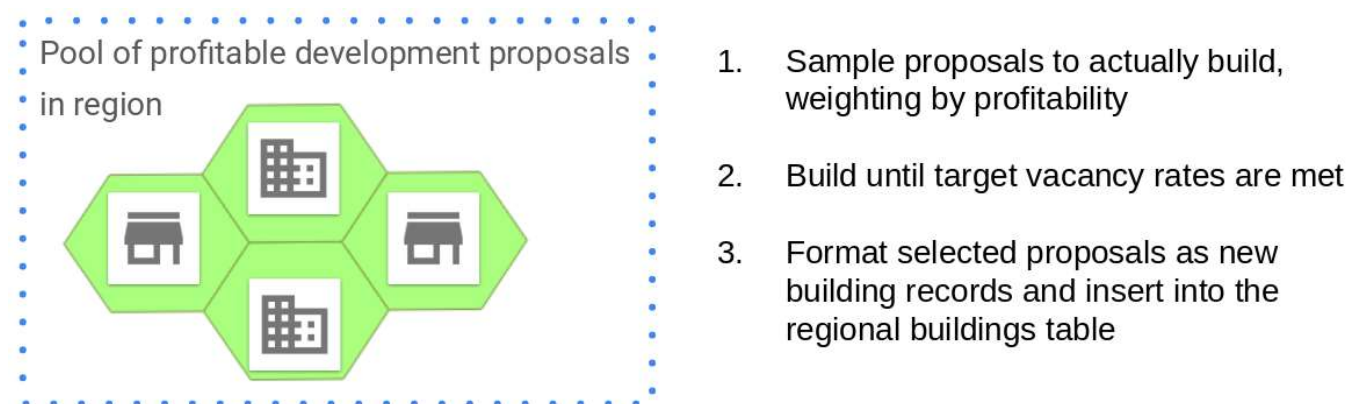 Pool of profitable development proposals
in region
1. Sample proposals to actually build,
weighting by profitability
2. Build until target vacancy rates are met
3. Format selected proposals as new
building records and insert into the
regional buildings table